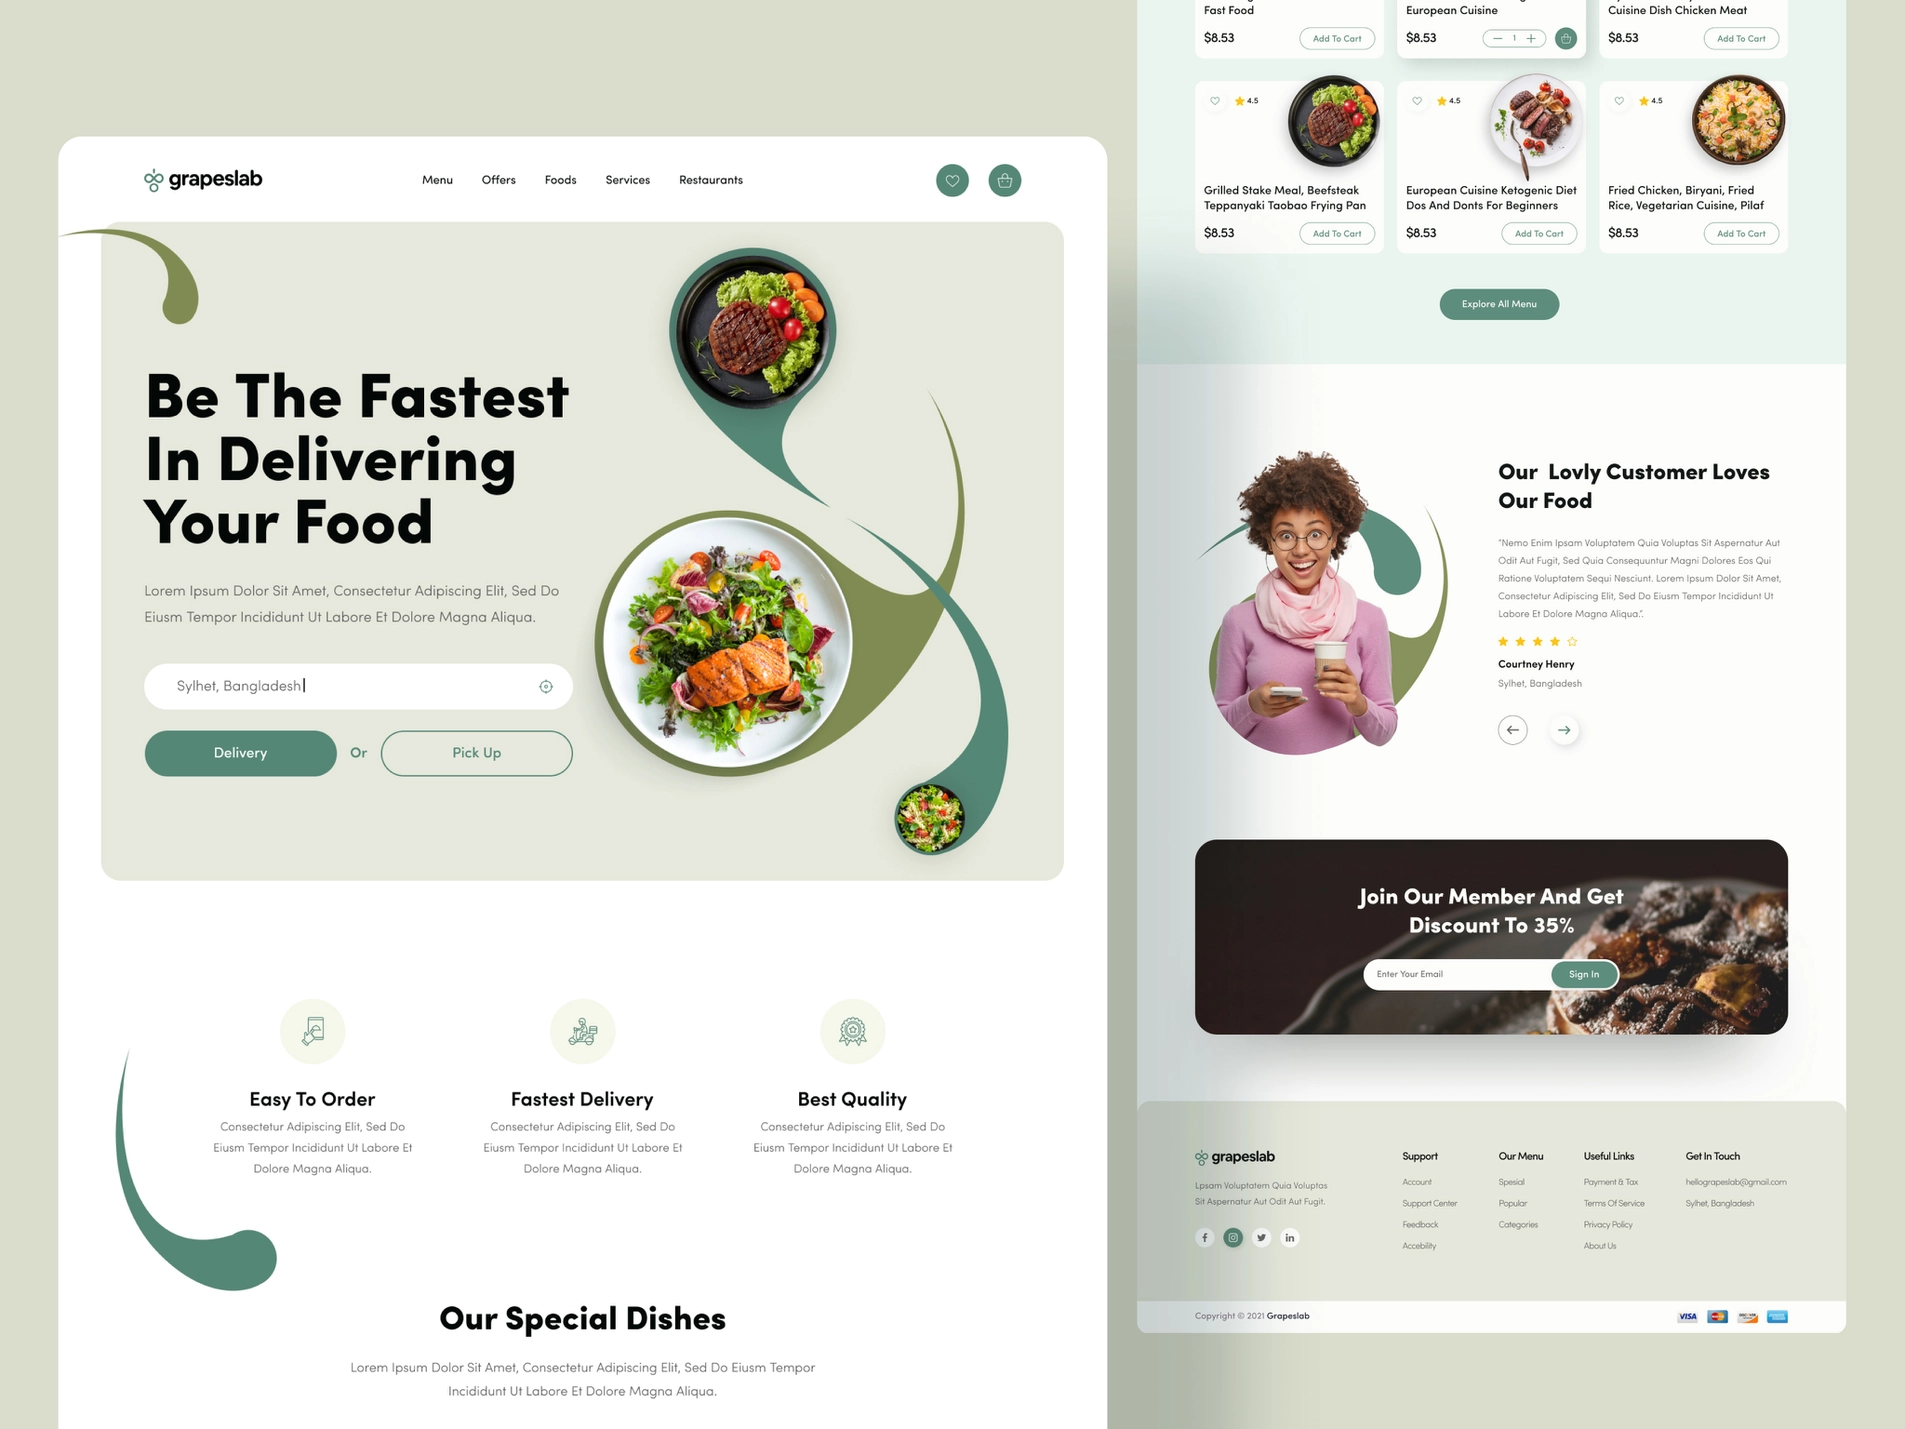 grapeslab
Menu Offers Foods Services Restaurants
Be The Fastest
In Delivering
Your Food
Lorem Ipsum Dolor Sit Amet, Consectetur Adipiscing Elit, Sed Do
Eiusm Tempor Incididunt Ut Labore Et Dolore Magna Aliqua.
Sylhet, Bangladesh
Delivery Or Pick Up
Easy To Order
Consectetur Adipiscing Elit, Sed Do
Eiusm Tempor Incididunt Ut Labore Et
Dolore Magna Aliqua.
Fastest Delivery
Consectetur Adipiscing Elit, Sed Do
Eiusm Tempor Incididunt Ut Labore Et
Dolore Magna Aliqua.
Best Quality
Consectetur Adipiscing Elit, Sed Do
Eiusm Tempor Incididunt Ut Labore Et
Dolore Magna Aliqua.
Our Special Dishes
Lorem Ipsum Dolor Sit Amet, Consectetur Adipiscing Elit, Sed Do Eiusm Tempor
Incididunt Ut Labore Et Dolore Magna Aliqua.
Fast Food
$8.53 Add To Cart
European Cuisine
$8.53 — 1 +
Cuisine Dish Chicken Meat
$8.53 Add To Cart
4.5
Grilled Stake Meal, Beefsteak
Teppanyaki Taobao Frying Pan
$8.53 Add To Cart
4.5
European Cuisine Ketogenic Diet
Dos And Donts For Beginners
$8.53 Add To Cart
4.5
Fried Chicken, Biryani, Fried
Rice, Vegetarian Cuisine, Pilaf
$8.53 Add To Cart
Explore All Menu
Our Lovly Customer Loves
Our Food
"Nemo Enim Ipsam Voluptatem Quia Voluptas Sit Aspernatur Aut
Odit Aut Fugit, Sed Quia Consequuntur Magni Dolores Eos Qui
Ratione Voluptatem Sequi Nesciunt. Lorem Ipsum Dolor Sit Amet,
Consectetur Adipiscing Elit, Sed Do Eiusm Tempor Incididunt Ut
Labore Et Dolore Magna Aliqua.".
Courtney Henry
Sylhet, Bangladesh
Join Our Member And Get
Discount To 35%
Enter Your Email Sign In
grapeslab
Lpsam Voluptatem Quia Voluptas
Sit Aspernatur Aut Odit Aut Fugit.
Support
Account
Support Center
Feedback
Accebility
Our Menu
Spesial
Popular
Categories
Useful Links
Payment & Tax
Terms Of Service
Privacy Policy
About Us
Get In Touch
hellograpeslab@gmail.com
Sylhet, Bangladesh
Copyright © 2021 Grapeslab
VISA